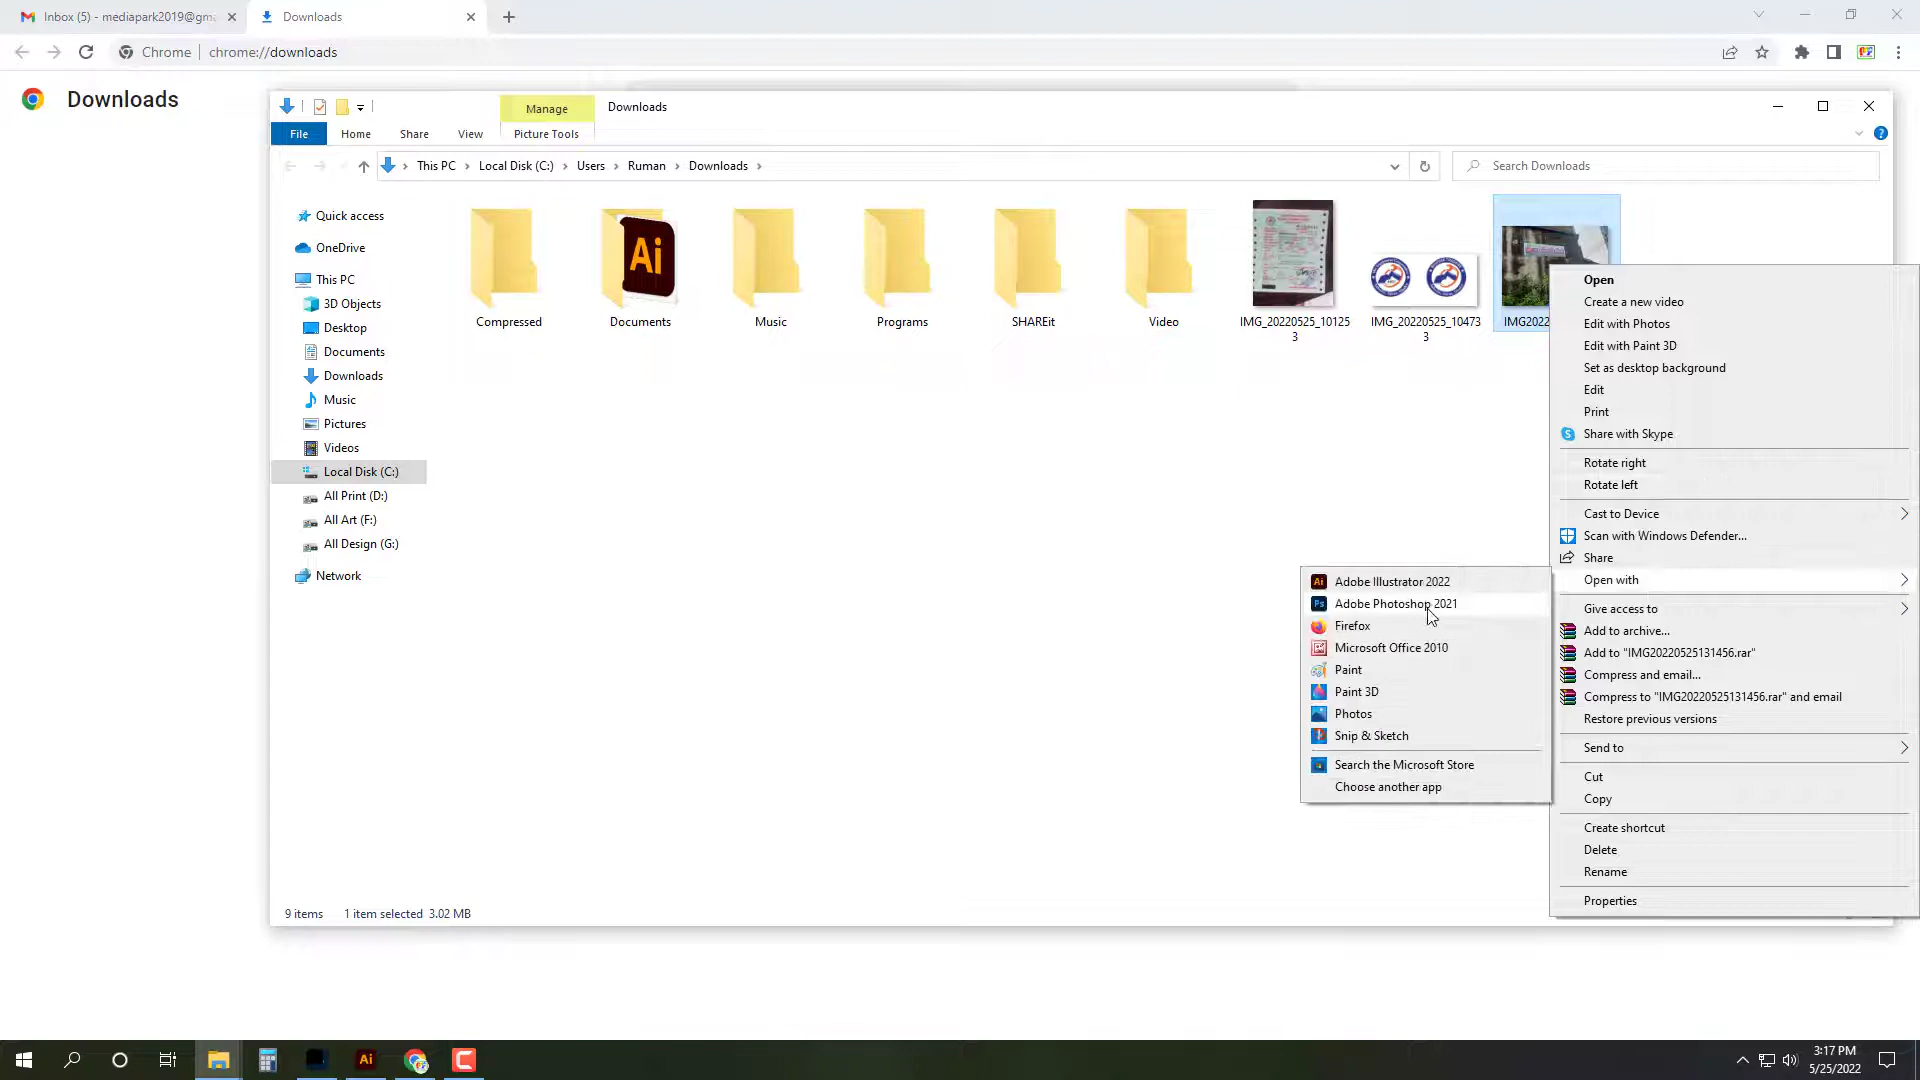 Inbox (5) - mediapark2019@gma
Downloads
Chrome
chrome://downloads
Downloads
Manage
Downloads
File
Home
Share
View
Picture Tools
This PC
Local Disk (C:)
Users
Ruman
Downloads
Search Downloads
Quick access
OneDrive
This PC
3D Objects
Desktop
Documents
Downloads
Music
Pictures
Videos
Local Disk (C:)
All Print (D:)
All Art (F:)
All Design (G:)
Network
Ai
Compressed
Documents
Music
Programs
SHAREit
Video
IMG_20220525_10125
3
IMG_20220525_10473
3
IMG2022
Open
Create a new video
Edit with Photos
Edit with Paint 3D
Set as desktop background
Edit
Print
Share with Skype
Rotate right
Rotate left
Cast to Device
Scan with Windows Defender...
Share
Open with
Give access to
Add to archive...
Add to "IMG20220525131456.rar"
Compress and email...
Compress to "IMG20220525131456.rar" and email
Restore previous versions
Send to
Cut
Copy
Create shortcut
Delete
Rename
Properties
Ai Adobe Illustrator 2022
Ps Adobe Photoshop 2021
Firefox
Microsoft Office 2010
Paint
Paint 3D
Photos
Snip & Sketch
Search the Microsoft Store
Choose another app
9 items
1 item selected 3.02 MB
Ai
3:17 PM
5/25/2022